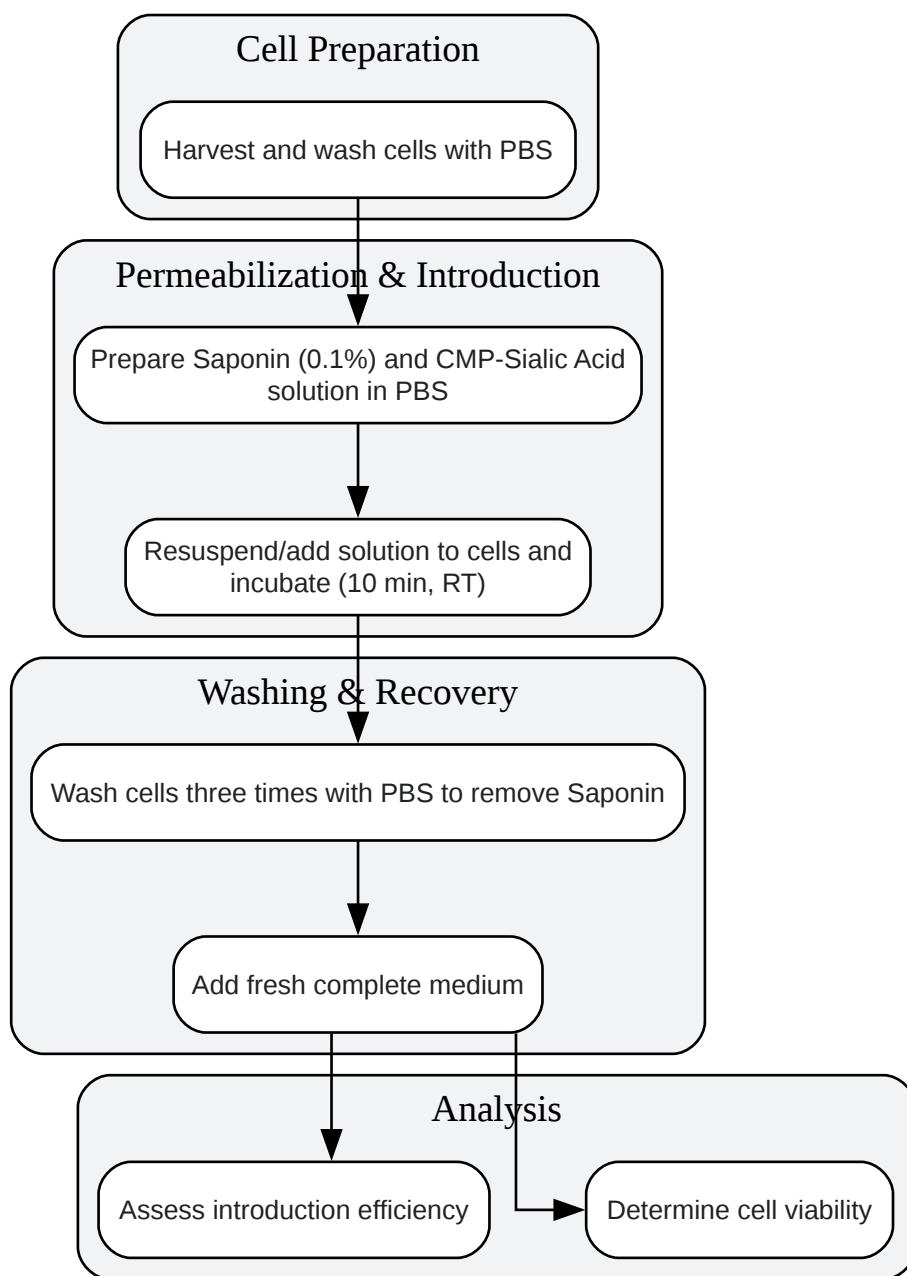 Cell Preparation
Harvest and wash cells with PBS
Permeabilization & Introduction
Prepare Saponin (0.1%) and CMP-Sialic Acid
solution in PBS
Resuspend/add solution to cells and
incubate (10 min, RT)
Washing & Recovery
Wash cells three times with PBS to remove Saponin
Add fresh complete medium
Analysis
Assess introduction efficiency
Determine cell viability